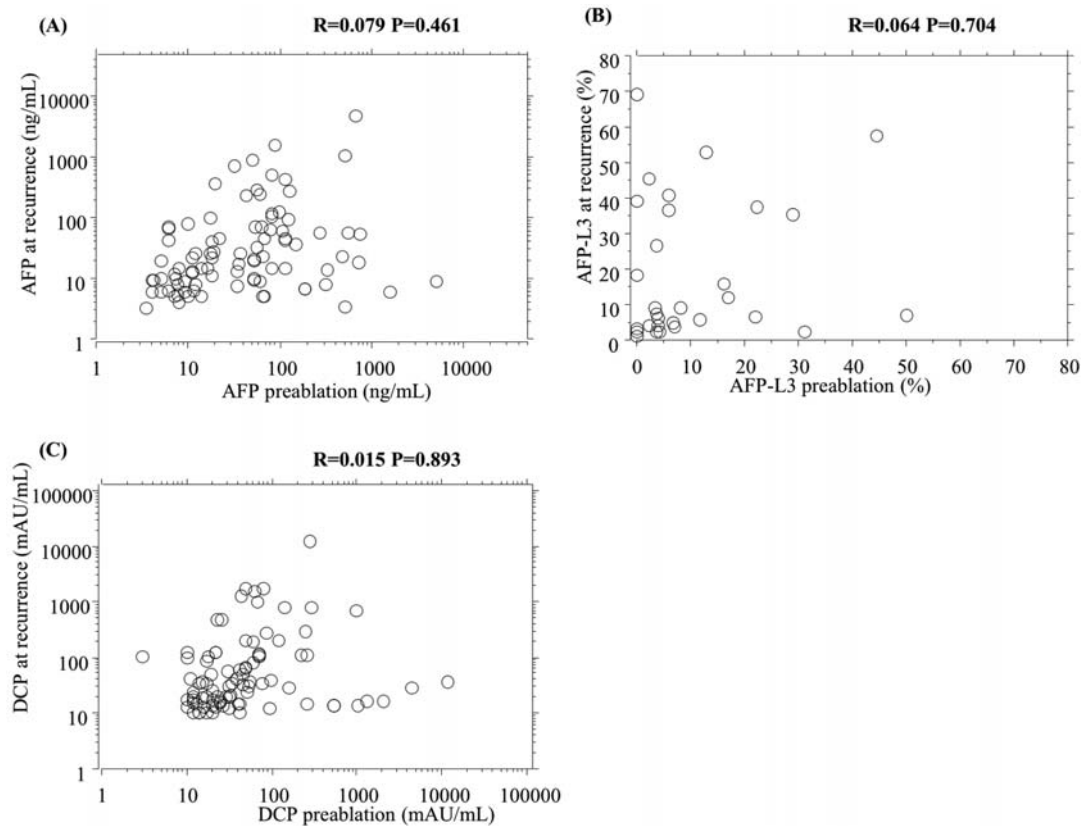 (A)
R=0.079 P=0.461
AFP at recurrence (ng/mL)
10000
1000
100
10
1
1 10 100 1000 10000
AFP preablation (ng/mL)
(B)
R=0.064 P=0.704
AFP-L3 at recurrence (%)
80
70
60
50
40
30
20
10
0
0 10 20 30 40 50 60 70 80
AFP-L3 preablation (%)
(C)
R=0.015 P=0.893
DCP at recurrence (mAU/mL)
100000
10000
1000
100
10
1
1 10 100 1000 10000 100000
DCP preablation (mAU/mL)